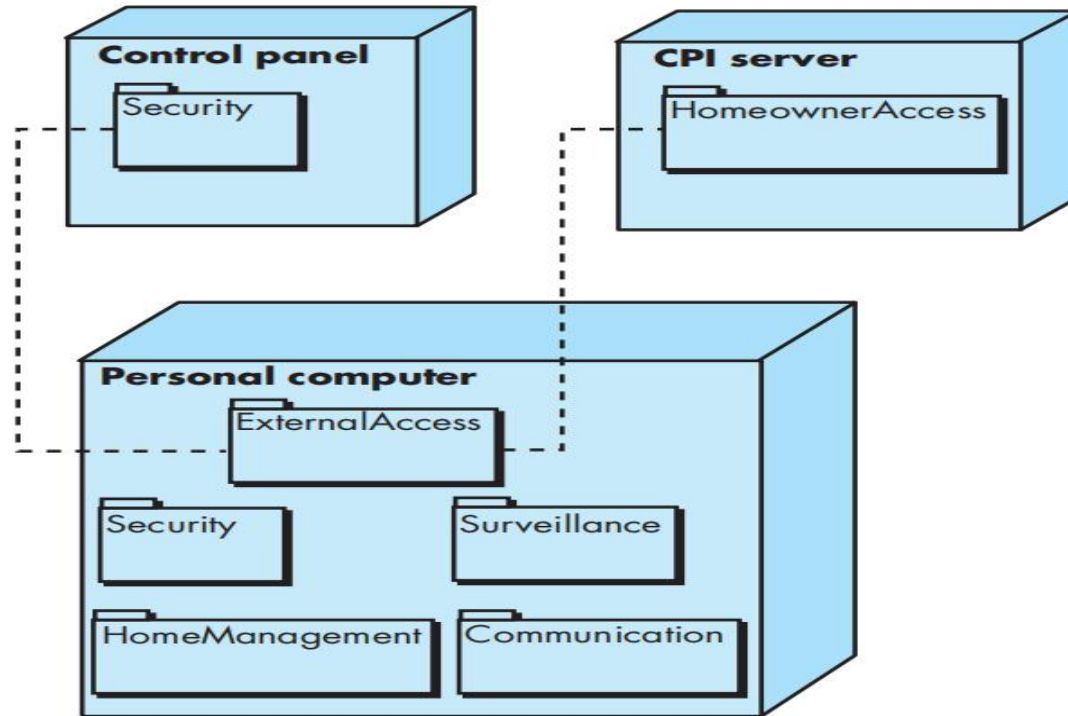 Control panel
Security
CPI server
HomeownerAccess
Personal computer
ExternalAccess
Security
Surveillance
HomeManagement
Communication